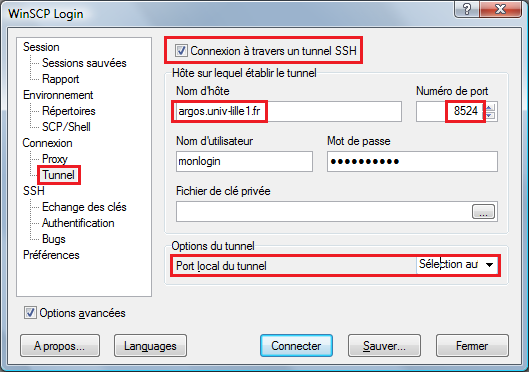 WinSCP Login
Session
Sessions sauvées
Rapport
Environnement
Répertoires
SCP/Shell
Connexion
Proxy
Tunnel
SSH
Echange des clés
Authentification
Bugs
Préférences
Connexion à travers un tunnel SSH
Hôte sur lequel établir le tunnel
Nom d'hôte Numéro de port
argos.univ-lille1.fr 8524
Nom d'utilisateur Mot de passe
monlogin ●●●●●●●●●●
Fichier de clé privée
...
Options du tunnel
Port local du tunnel Sélection au
Options avancées
A propos... Languages Connecter Sauver... Fermer